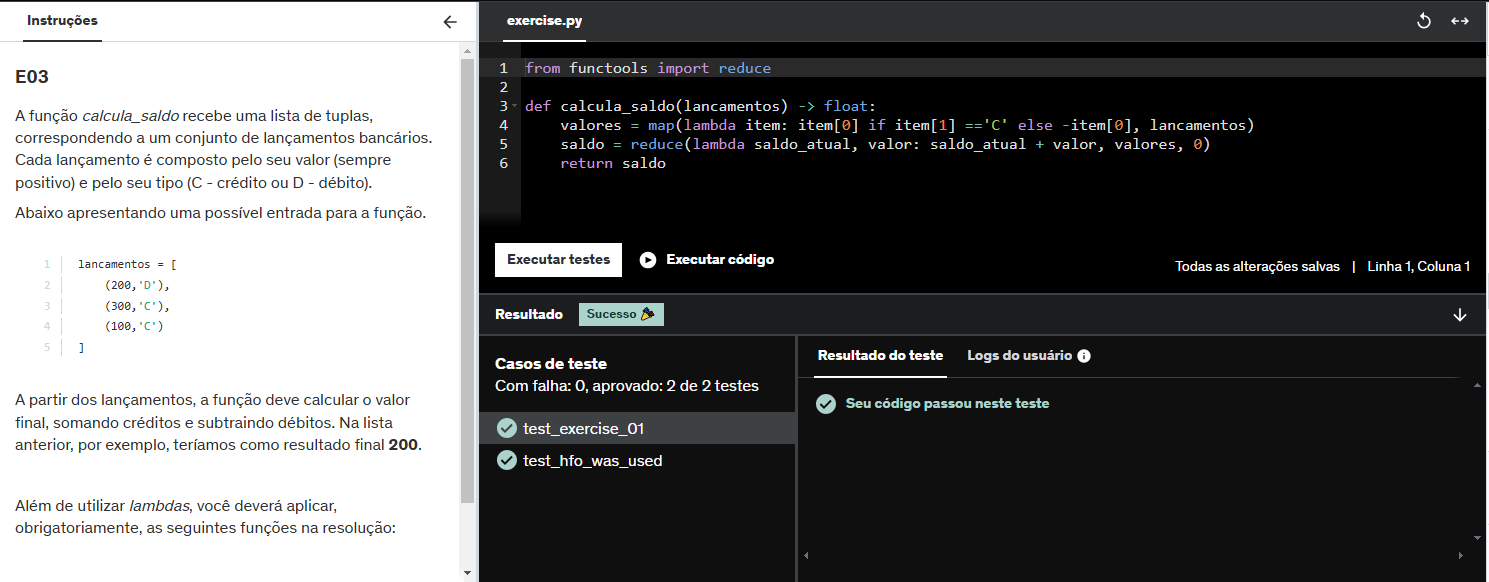 Instruções
E03
A função calcula_saldo recebe uma lista de tuplas,
correspondendo a um conjunto de lançamentos bancários.
Cada lançamento é composto pelo seu valor (sempre
positivo) e pelo seu tipo (C - crédito ou D - débito).
Abaixo apresentando uma possível entrada para a função.
1 lancamentos = [
2 (200,'D'),
3 (300,'C'),
4 (100,'C')
5 ]
A partir dos lançamentos, a função deve calcular o valor
final, somando créditos e subtraindo débitos. Na lista
anterior, por exemplo, teríamos como resultado final 200.
Além de utilizar lambdas, você deverá aplicar,
obrigatoriamente, as seguintes funções na resolução:
exercise.py
1 from functools import reduce
2
3 def calcula_saldo(lancamentos) -> float:
4 valores = map(lambda item: item[0] if item[1] =='C' else -item[0], lancamentos)
5 saldo = reduce(lambda saldo_atual, valor: saldo_atual + valor, valores, 0)
6 return saldo
Executar testes Executar código
Todas as alterações salvas | Linha 1, Coluna 1
Resultado Sucesso
Casos de teste
Com falha: 0, aprovado: 2 de 2 testes
test_exercise_01
test_hfo_was_used
Resultado do teste Logs do usuário
Seu código passou neste teste